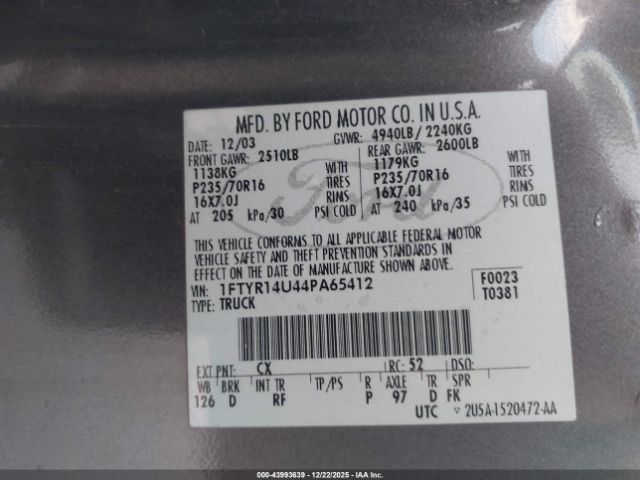 MFD. BY FORD MOTOR CO. IN U.S.A.
DATE: 12/03 GVWR: 4940LB/ 2240KG
FRONT GAWR: 2510LB REAR GAWR: 2600LB
1138KG WITH 1179KG WITH
P235/70R16 TIRES P235/70R16 TIRES
16X7.0J RIMS 16X7.0J RIMS
AT 205 kPa/30 PSI COLD AT 240 kPa/35 PSI COLD
Ford
THIS VEHICLE CONFORMS TO ALL APPLICABLE FEDERAL MOTOR
VEHICLE SAFETY AND THEFT PREVENTION STANDARDS IN
EFFECT ON THE DATE OF MANUFACTURE SHOWN ABOVE.
VIN: 1FTYR14U44PA65412 F0023
TYPE: TRUCK T0381
EXT PNT: CX RC: 52 DSO:
WB BRK INT TR TP/PS R AXLE TR SPR
126 D RF P 97 D FK
UTC ▽ 2U5A-1520472-AA
000-43993639 - 12/22/2025 - IAAI, Inc.